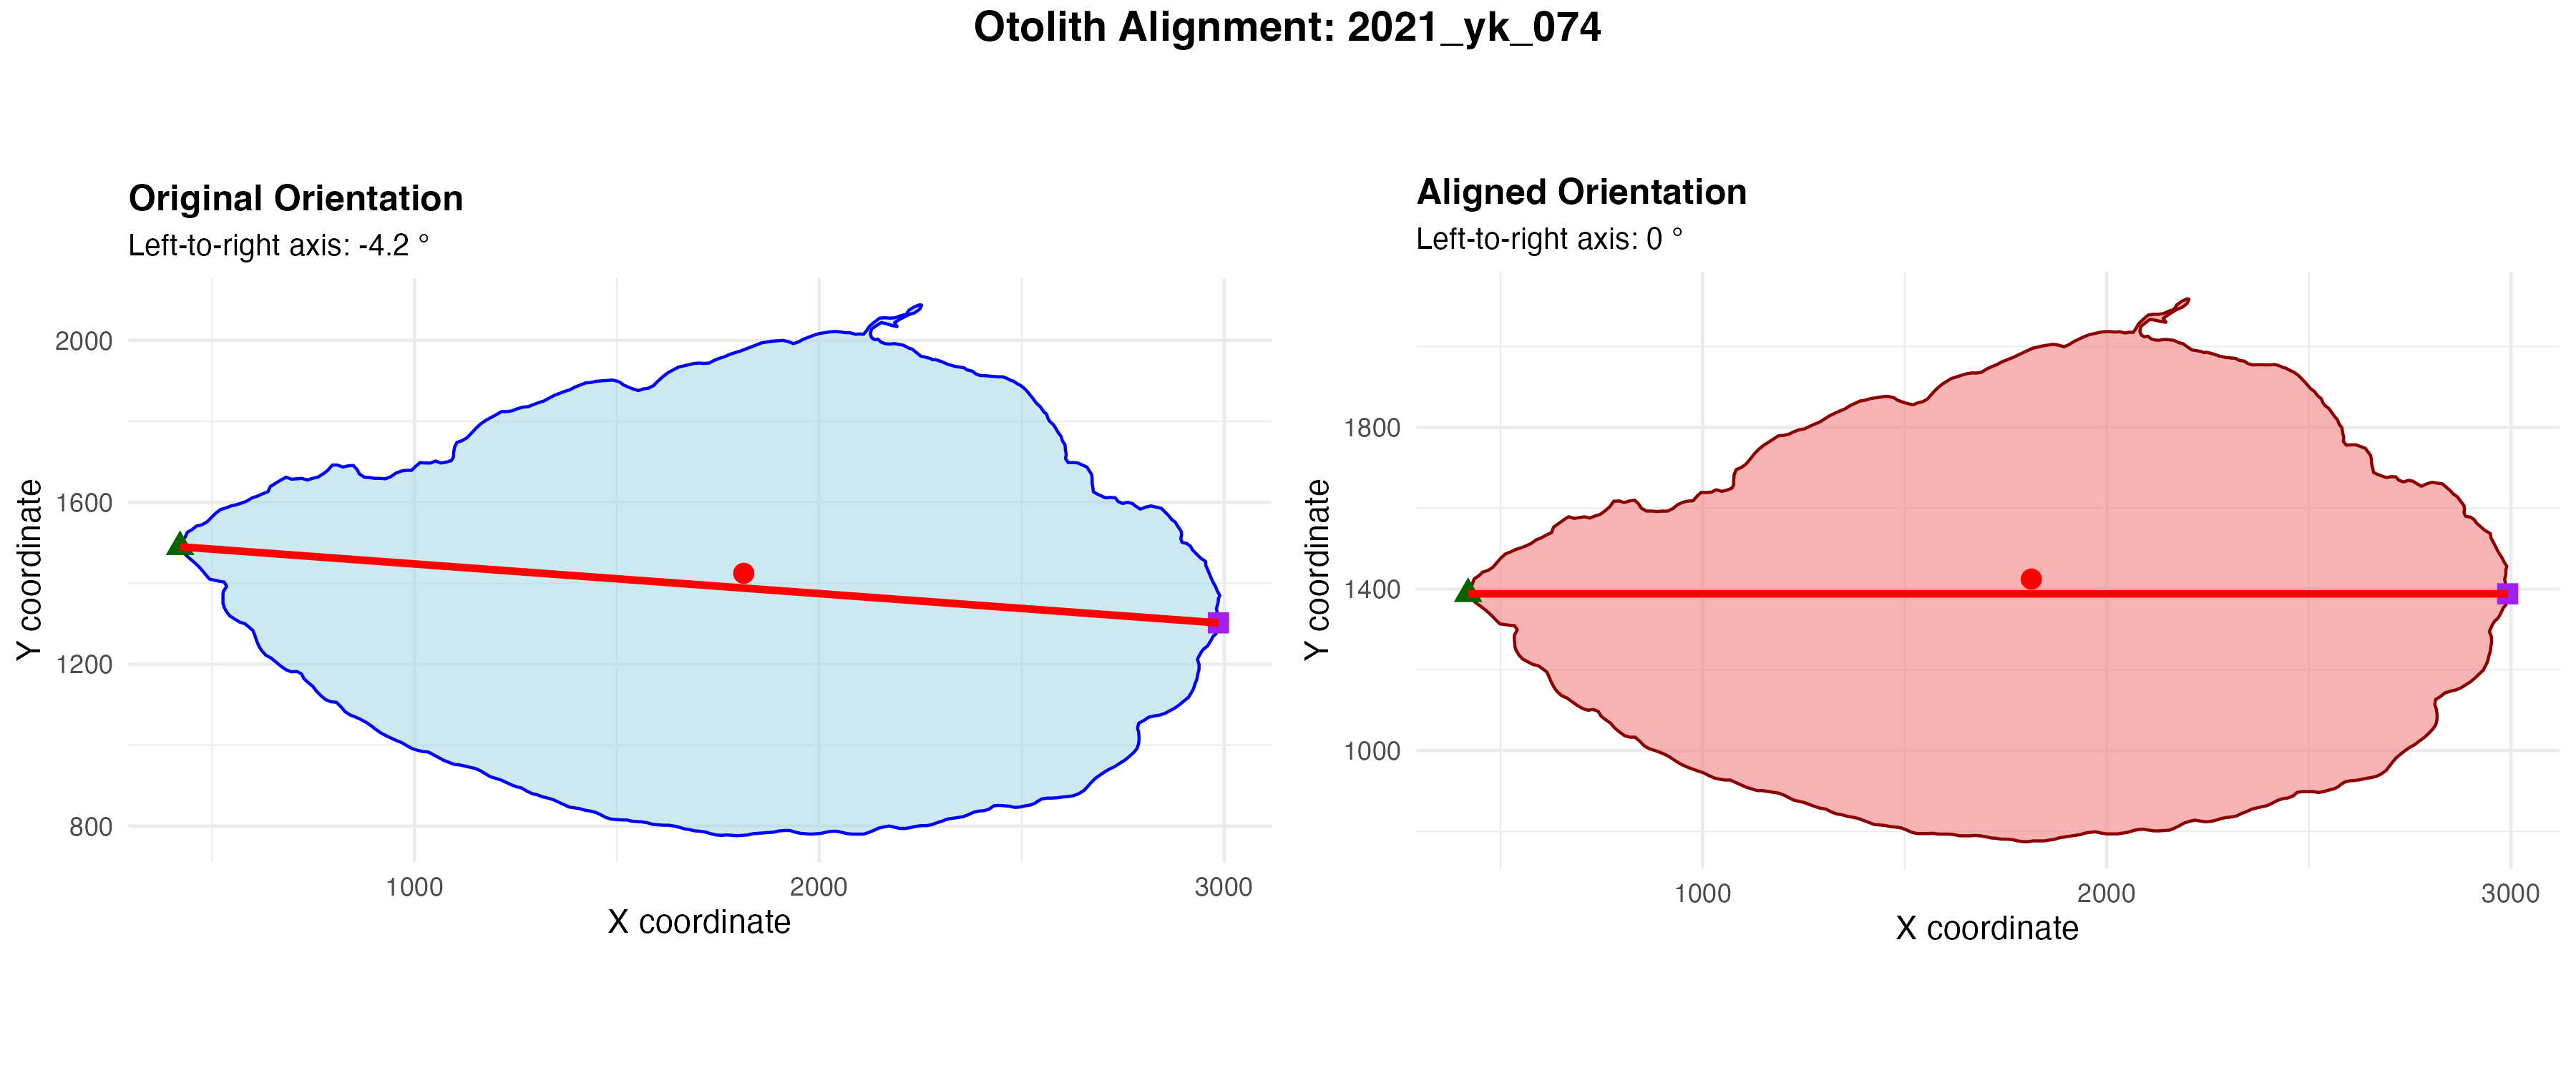 Otolith Alignment: 2021_yk_074
Original Orientation
Left-to-right axis: -4.2 °
2000
1600
1200
800
Y coordinate
1000
2000
3000
X coordinate
Aligned Orientation
Left-to-right axis: 0 °
1800
1400
1000
Y coordinate
1000
2000
3000
X coordinate